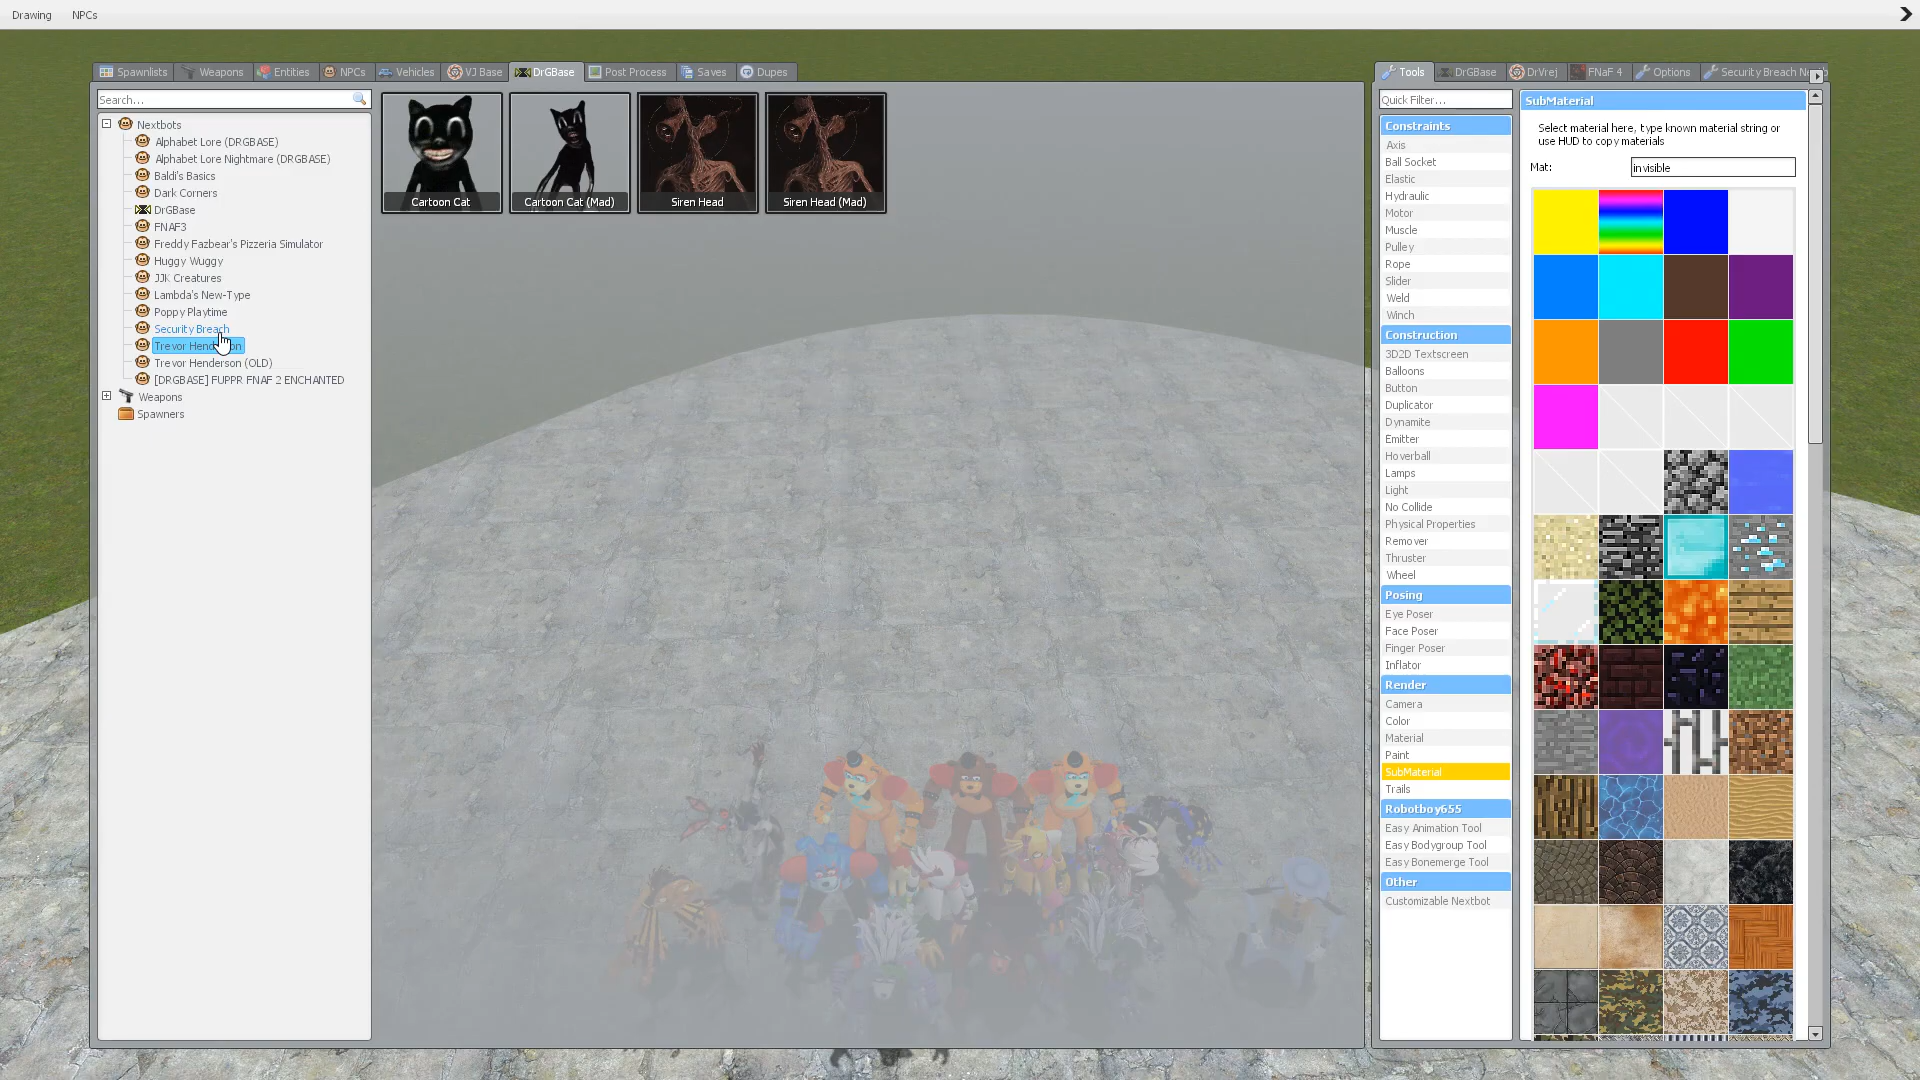 Drawing NPCs
Spawnlists Weapons Entities NPCs Vehicles VJ Base DrGBase Post Process Saves Dupes
Tools DrGBase DrVrej FNaF 4 Options Security Breach
Search...
Nextbots
Alphabet Lore (DRGBASE)
Alphabet Lore Nightmare (DRGBASE)
Baldi's Basics
Dark Corners
DrGBase
FNAF3
Freddy Fazbear's Pizzeria Simulator
Huggy Wuggy
JJK Creatures
Lambda's New-Type
Poppy Playtime
Security Breach
Trevor Henderson
Trevor Henderson (OLD)
[DRGBASE] FUPPR FNAF 2 ENCHANTED
Weapons
Spawners
Cartoon Cat
Cartoon Cat (Mad)
Siren Head
Siren Head (Mad)
Quick Filter...
Constraints
Axis
Ball Socket
Elastic
Hydraulic
Motor
Muscle
Pulley
Rope
Slider
Weld
Winch
Construction
3D2D Textscreen
Balloons
Button
Duplicator
Dynamite
Emitter
Hoverball
Lamps
Light
No Collide
Physical Properties
Remover
Thruster
Wheel
Posing
Eye Poser
Face Poser
Finger Poser
Inflator
Render
Camera
Color
Material
Paint
SubMaterial
Trails
Robotboy655
Easy Animation Tool
Easy Bodygroup Tool
Easy Bonemerge Tool
Other
Customizable Nextbot
SubMaterial
Select material here, type known material string or
use HUD to copy materials
Mat: invisible